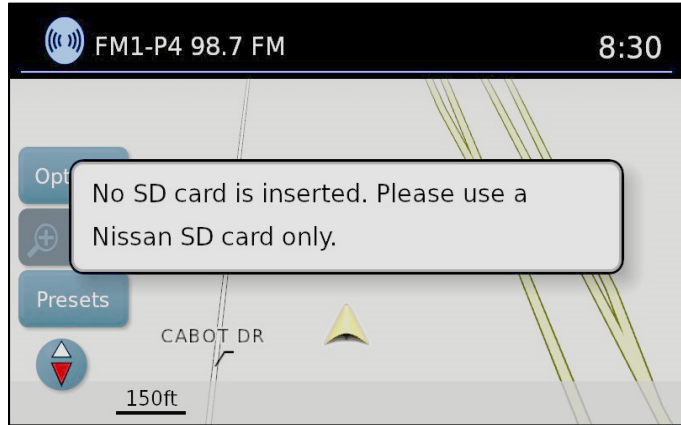 FM1-P4 98.7 FM
8:30
Opt
No SD card is inserted. Please use a
Nissan SD card only.
Presets
CABOT DR
150ft